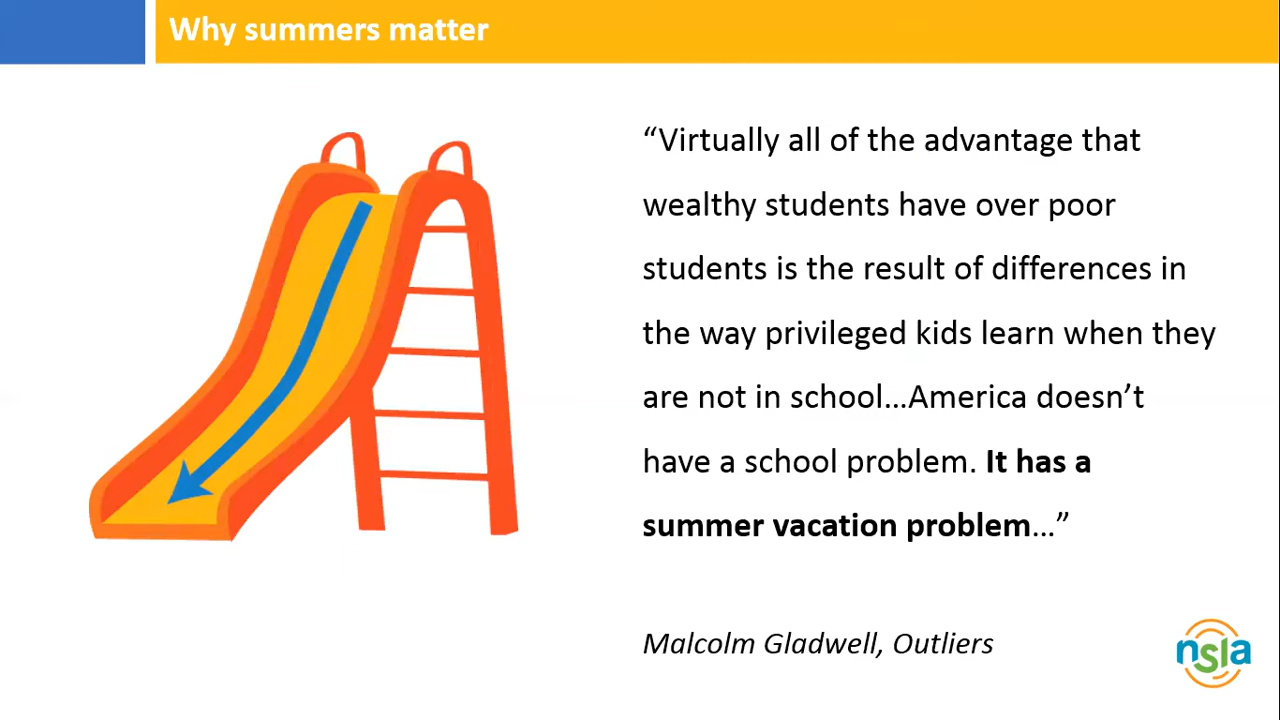 Why summers matter
“Virtually all of the advantage that
wealthy students have over poor
students is the result of differences in
the way privileged kids learn when they
are not in school…America doesn’t
have a school problem. It has a
summer vacation problem…”
Malcolm Gladwell, Outliers
nsla